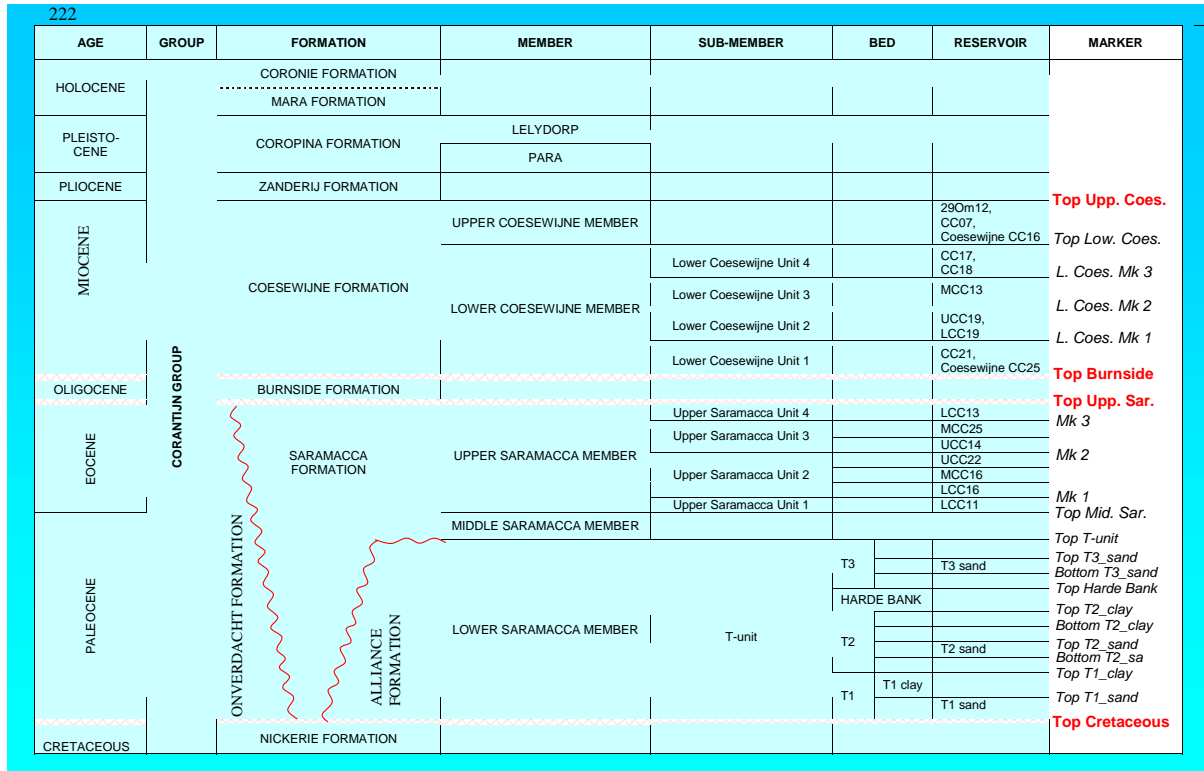 222
AGE GROUP FORMATION MEMBER SUB-MEMBER BED RESERVOIR MARKER
CORONIE FORMATION
HOLOCENE
MARA FORMATION
PLEISTO-
CENE
COROPINA FORMATION
LELYDORP
PARA
PLIOCENE ZANDERIJ FORMATION
Top Upp. Coes.
MIOCENE
COESEWIJNE FORMATION
UPPER COESEWIJNE MEMBER
29Om12,
CC07,
Coesewijne CC16
Top Low. Coes.
LOWER COESEWIJNE MEMBER
Lower Coesewijne Unit 4
CC17,
CC18
L. Coes. Mk 3
Lower Coesewijne Unit 3 MCC13
L. Coes. Mk 2
Lower Coesewijne Unit 2
UCC19,
LCC19
L. Coes. Mk 1
Lower Coesewijne Unit 1
CC21,
Coesewijne CC25
Top Burnside
CORANTIJN GROUP
OLIGOCENE BURNSIDE FORMATION
Top Upp. Sar.
EOCENE
SARAMACCA
FORMATION
UPPER SARAMACCA MEMBER
Upper Saramacca Unit 4 LCC13
Mk 3
Upper Saramacca Unit 3
MCC25
UCC14
Mk 2
Upper Saramacca Unit 2
UCC22
MCC16
LCC16
Mk 1
Upper Saramacca Unit 1 LCC11
Top Mid. Sar.
MIDDLE SARAMACCA MEMBER
Top T-unit
PALEOCENE
ONVERDACHT FORMATION
ALLIANCE
FORMATION
LOWER SARAMACCA MEMBER
T-unit
T3
T3 sand
Top T3_sand
Bottom T3_sand
Top Harde Bank
HARDE BANK
Top T2_clay
Bottom T2_clay
T2
T2 sand
Top T2_sand
Bottom T2_sa
Top T1_clay
T1
T1 clay
T1 sand
Top T1_sand
Top Cretaceous
CRETACEOUS NICKERIE FORMATION